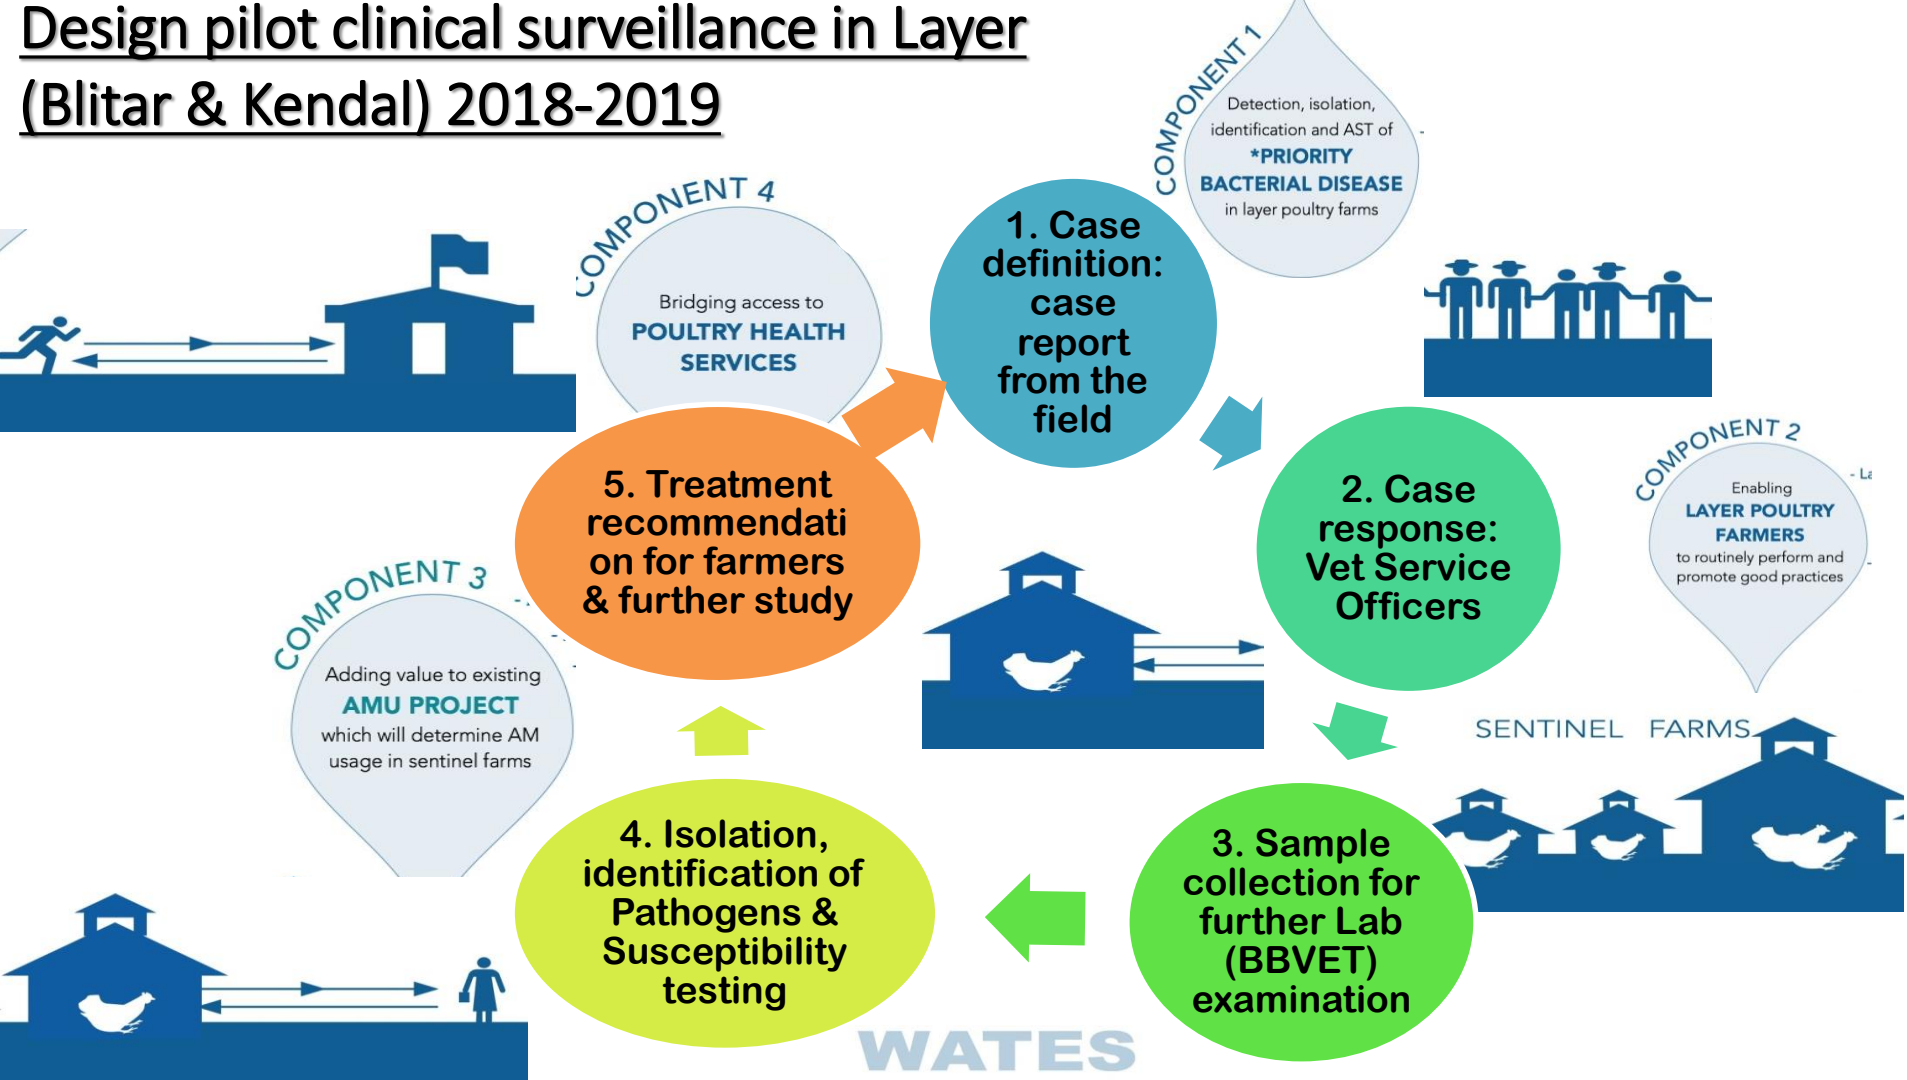 Design pilot clinical surveillance in Layer
(Blitar & Kendal) 2018-2019
COMPONENT 1
Detection, isolation,
identification and AST of
*PRIORITY
BACTERIAL DISEASE
in layer poultry farms
COMPONENT 4
Bridging access to
POULTRY HEALTH
SERVICES
1. Case
definition:
case
report
from the
field
2. Case
response:
Vet Service
Officers
COMPONENT 2
Enabling
LAYER POULTRY
FARMERS
to routinely perform and
promote good practices
- La
5. Treatment
recommendati
on for farmers
& further study
COMPONENT 3
Adding value to existing
AMU PROJECT
which will determine AM
usage in sentinel farms
SENTINEL FARMS
4. Isolation,
identification of
Pathogens &
Susceptibility
testing
3. Sample
collection for
further Lab
(BBVET)
examination
WATES